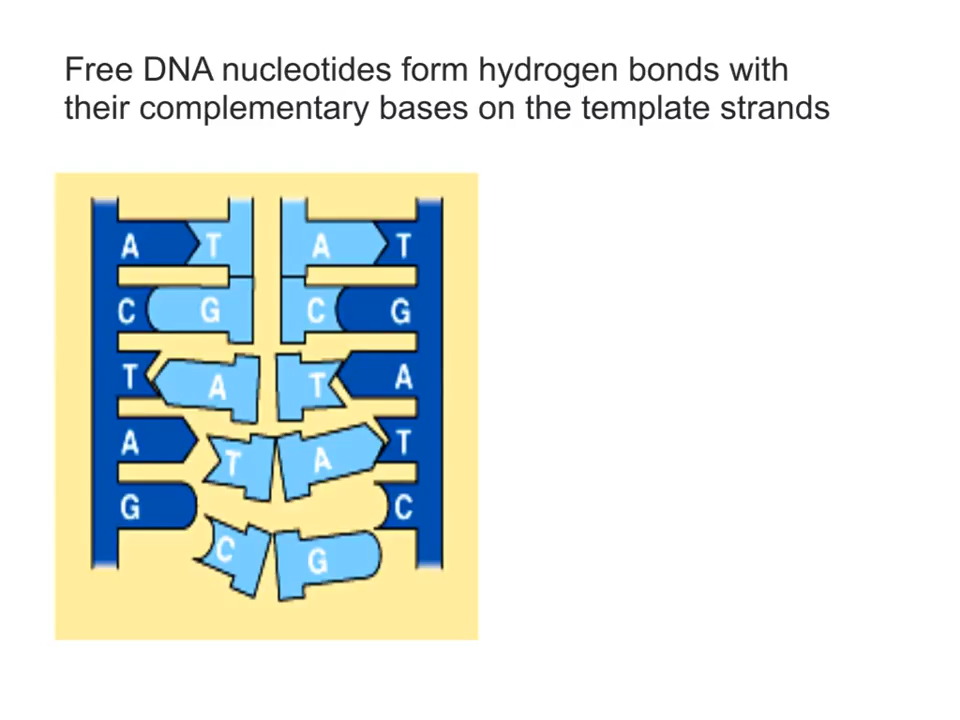 Free DNA nucleotides form hydrogen bonds with
their complementary bases on the template strands
A T A T
C G C G
T A T A
A T A T
G C G C